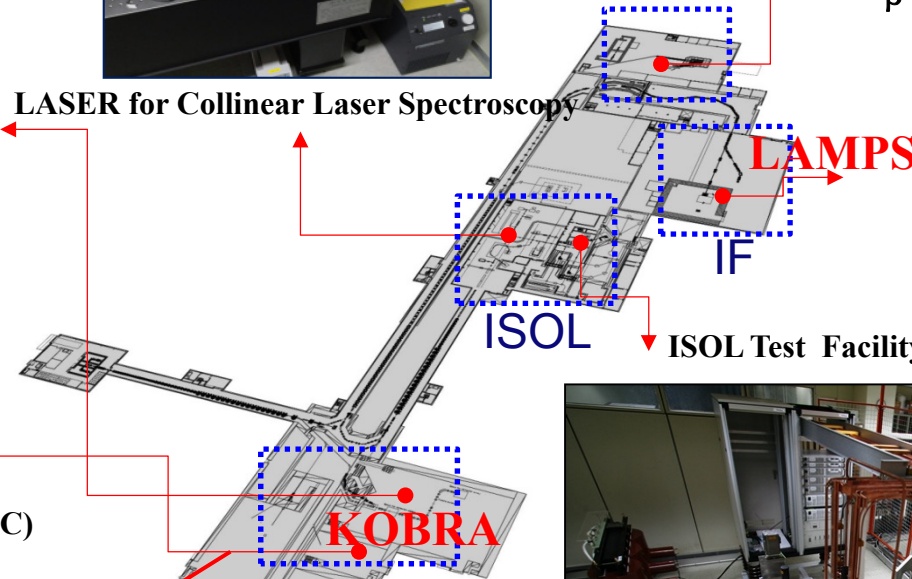 p
LASER for Collinear Laser Spectroscopy
LAMPS
IF
ISOL
ISOL Test Facility
C)
KOBRA